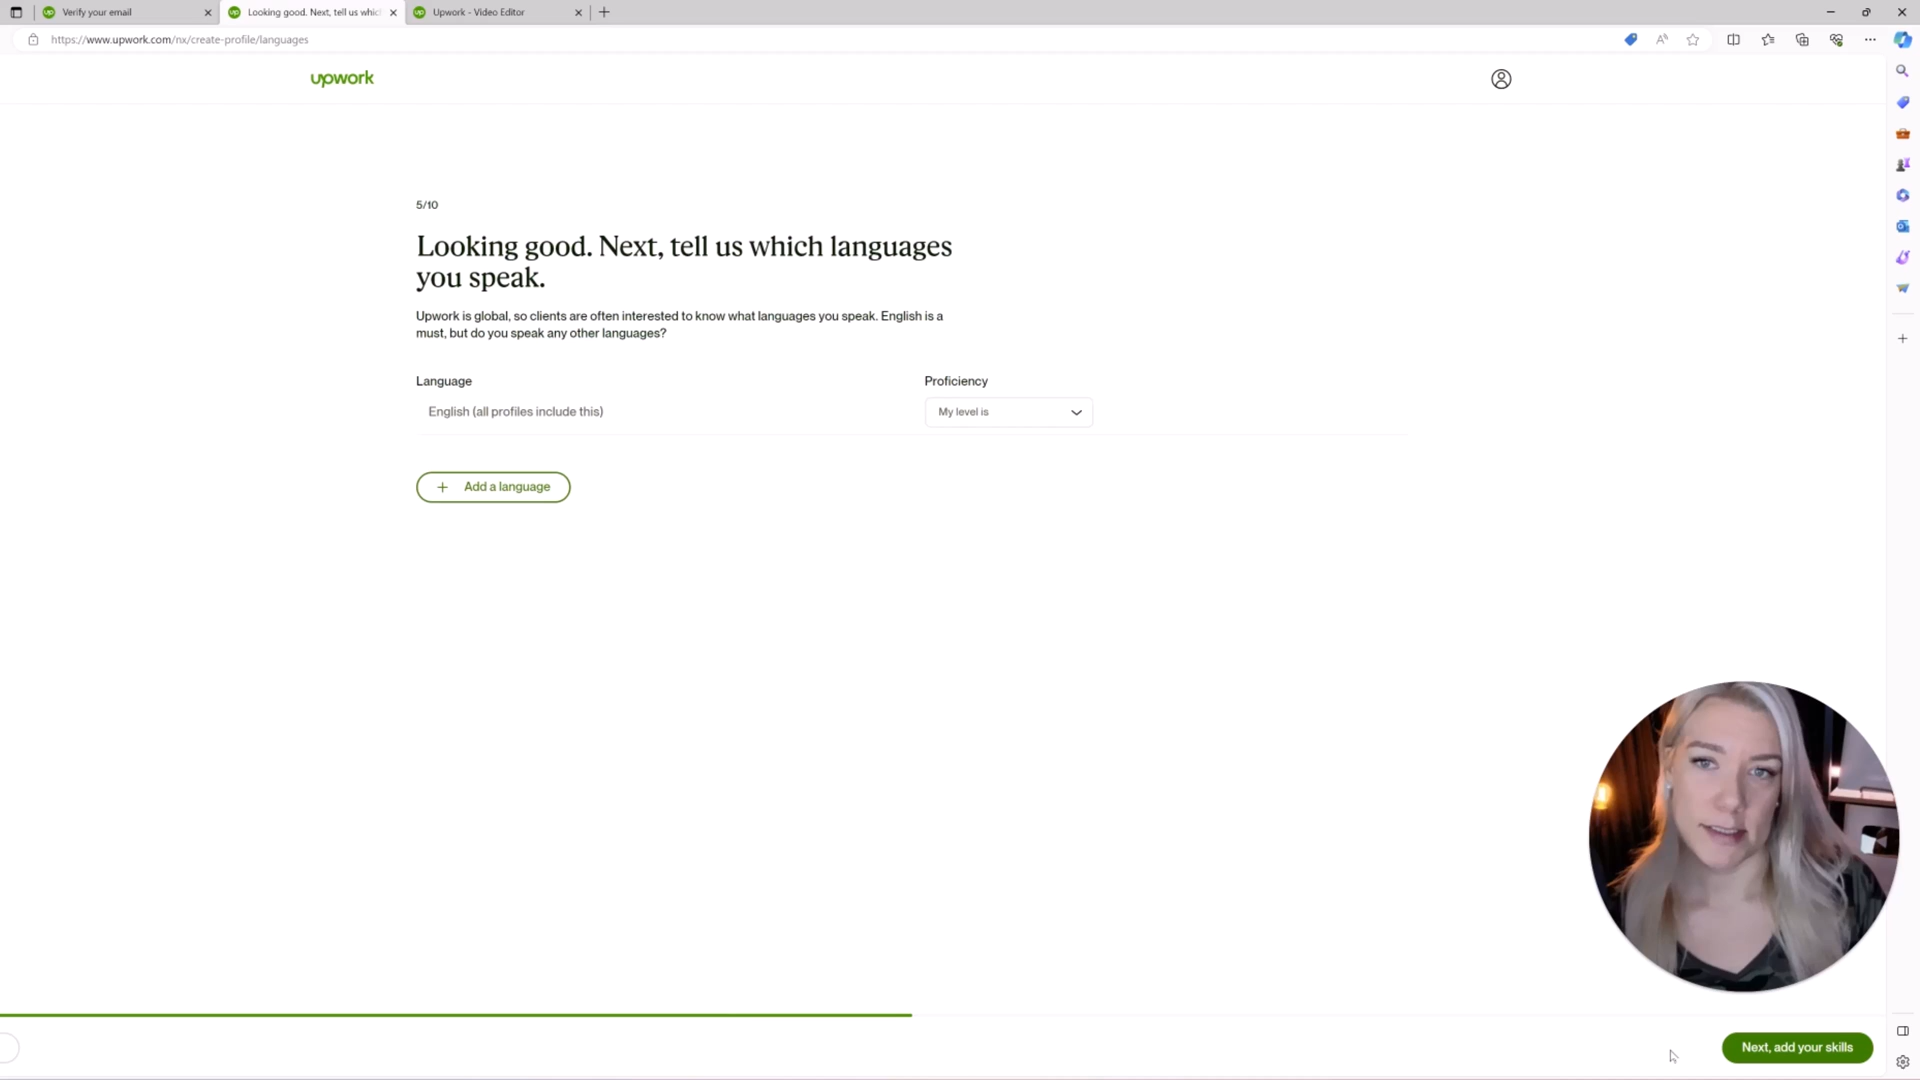 Verify your email
Looking good. Next, tell us whic
Upwork - Video Editor
https://www.upwork.com/nx/create-profile/languages
upwork
5/10
Looking good. Next, tell us which languages
you speak.
Upwork is global, so clients are often interested to know what languages you speak. English is a
must, but do you speak any other languages?
Language
Proficiency
English (all profiles include this)
My level is
+ Add a language
Next, add your skills